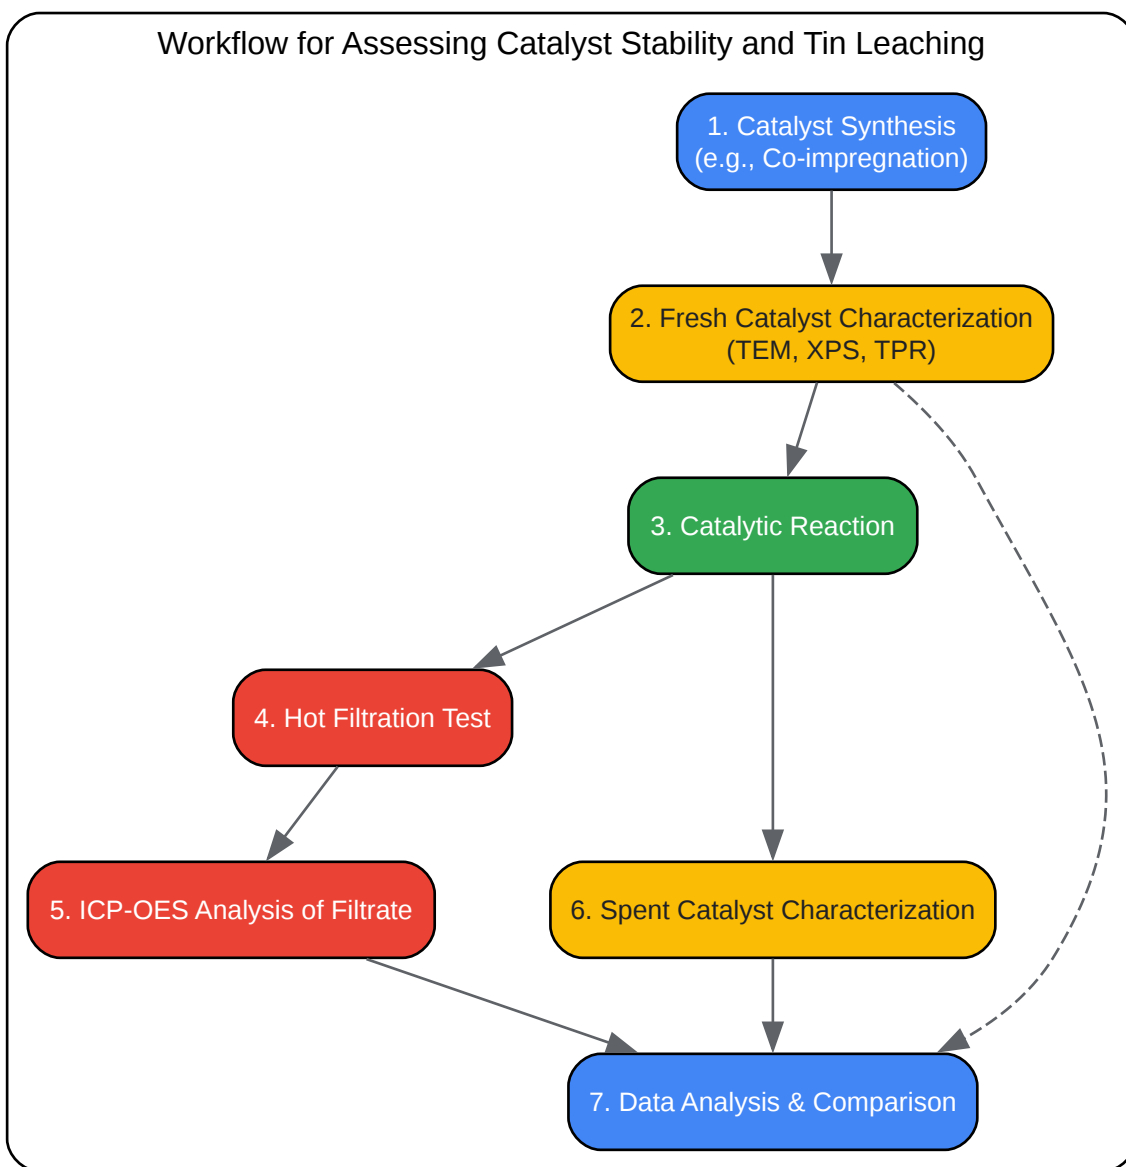 Workflow for Assessing Catalyst Stability and Tin Leaching
1. Catalyst Synthesis
(e.g., Co-impregnation)
2. Fresh Catalyst Characterization
(TEM, XPS, TPR)
3. Catalytic Reaction
4. Hot Filtration Test
5. ICP-OES Analysis of Filtrate
6. Spent Catalyst Characterization
7. Data Analysis & Comparison